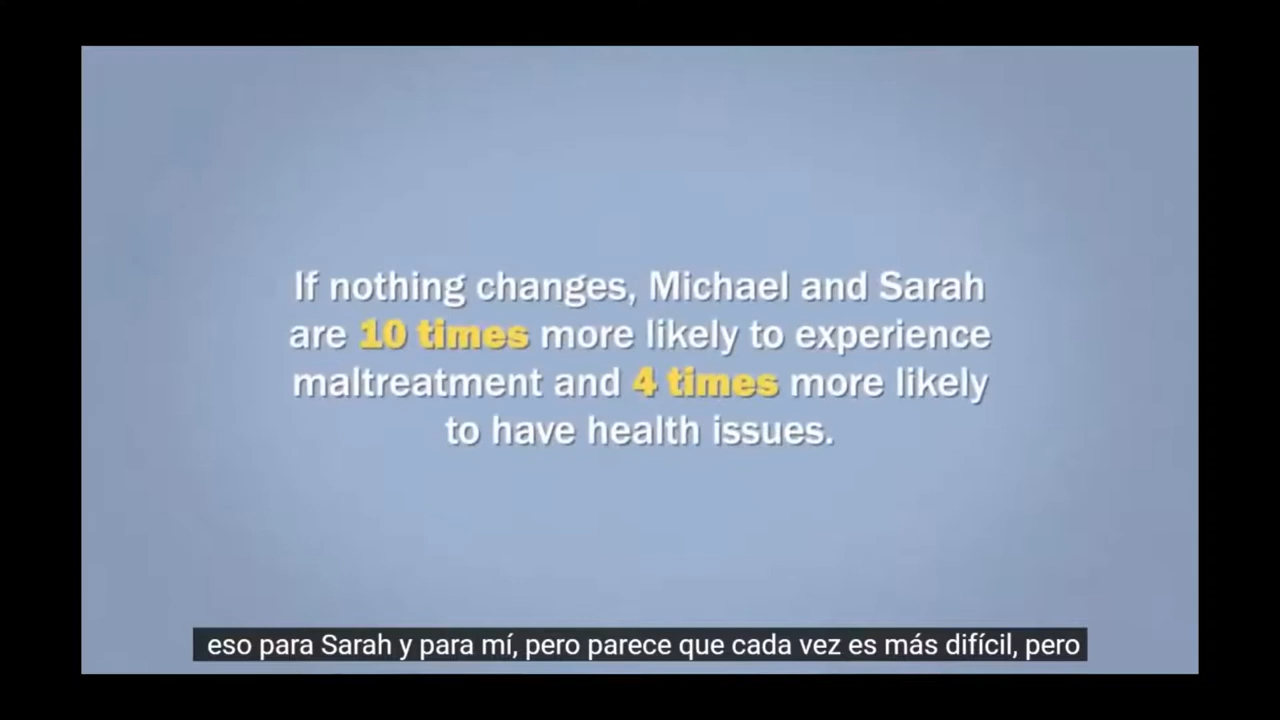 If nothing changes, Michael and Sarah
are 10 times more likely to experience
maltreatment and 4 times more likely
to have health issues.
eso para Sarah y para mí, pero parece que cada vez es más difícil, pero